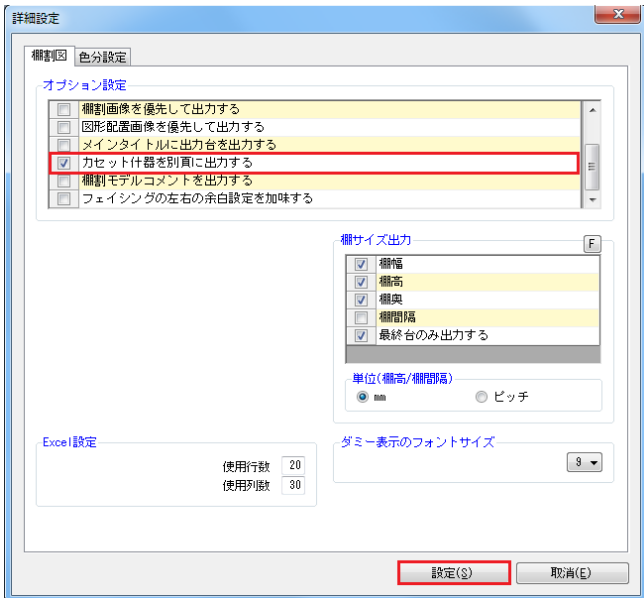 詳細設定
棚割図 色分設定
オプション設定
棚割画像を優先して出力する
図形配置画像を優先して出力する
メインタイトルに出力台を出力する
カセット什器を別頁に出力する
棚割モデルコメントを出力する
フェイシングの左右の余白設定を加味する
棚サイズ出力 F
棚幅
棚高
棚奥
棚間隔
最終台のみ出力する
単位(棚高/棚間隔)
mm ピッチ
Excel設定
使用行数 20
使用列数 30
ダミー表示のフォントサイズ
9
設定(S) 取消(E)